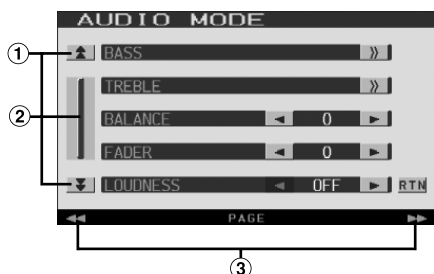 AUDIO MODE
1 BASS
TREBLE
2 BALANCE 0
FADER 0
LOUDNESS OFF RTN
PAGE
3